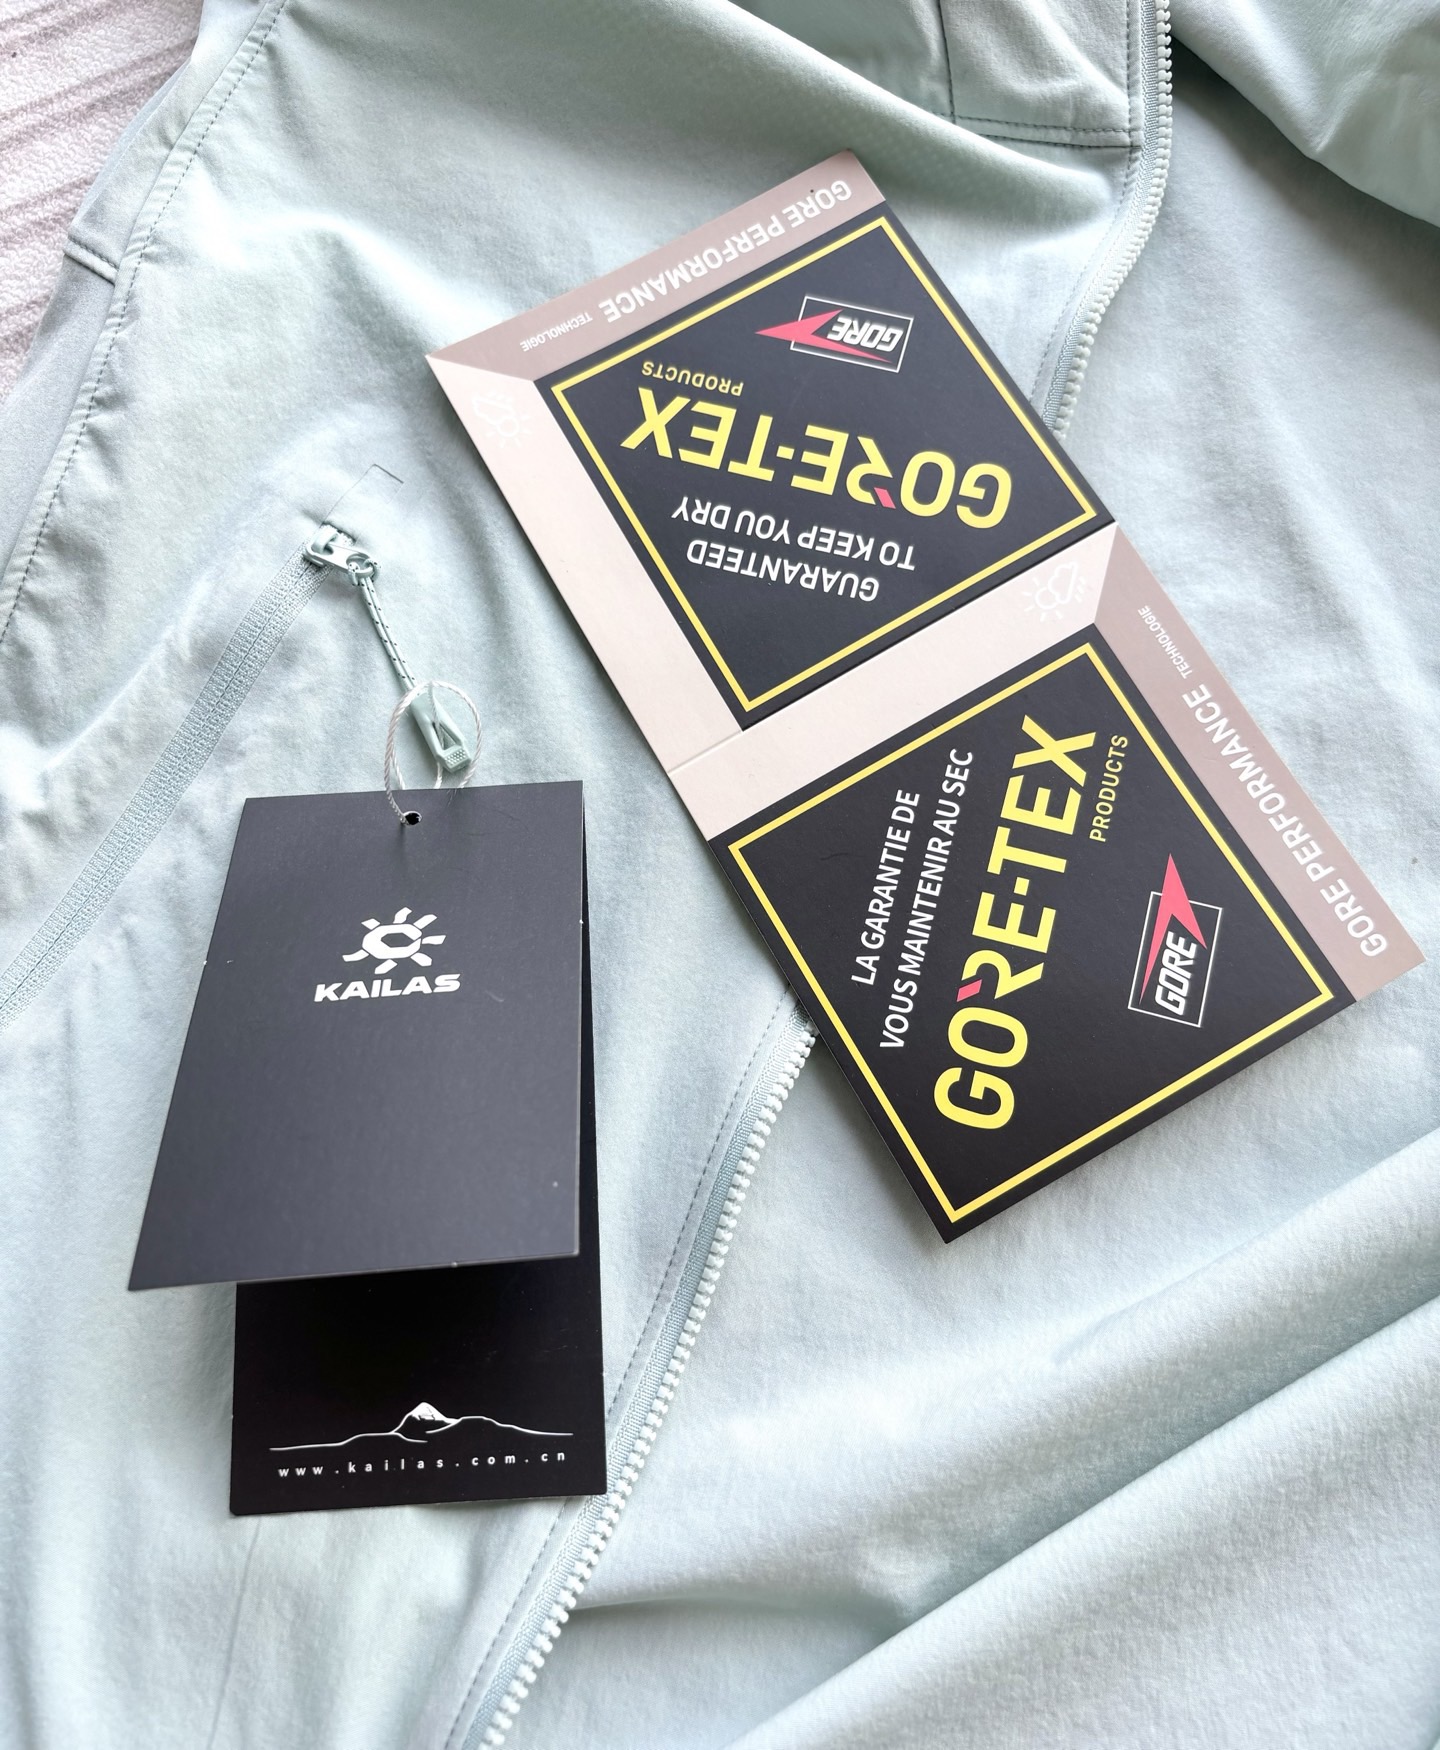 GORE PERFORMANCE
TECHNOLOGIE
GUARANTEED
TO KEEP YOU DRY
GORE-TEX
PRODUCTS
GORE
LA GARANTIE DE
VOUS MAINTENIR AU SEC
GORE-TEX
PRODUCTS
GORE
GORE PERFORMANCE
TECHNOLOGIE
KAILAS
www.kailas.com.cn